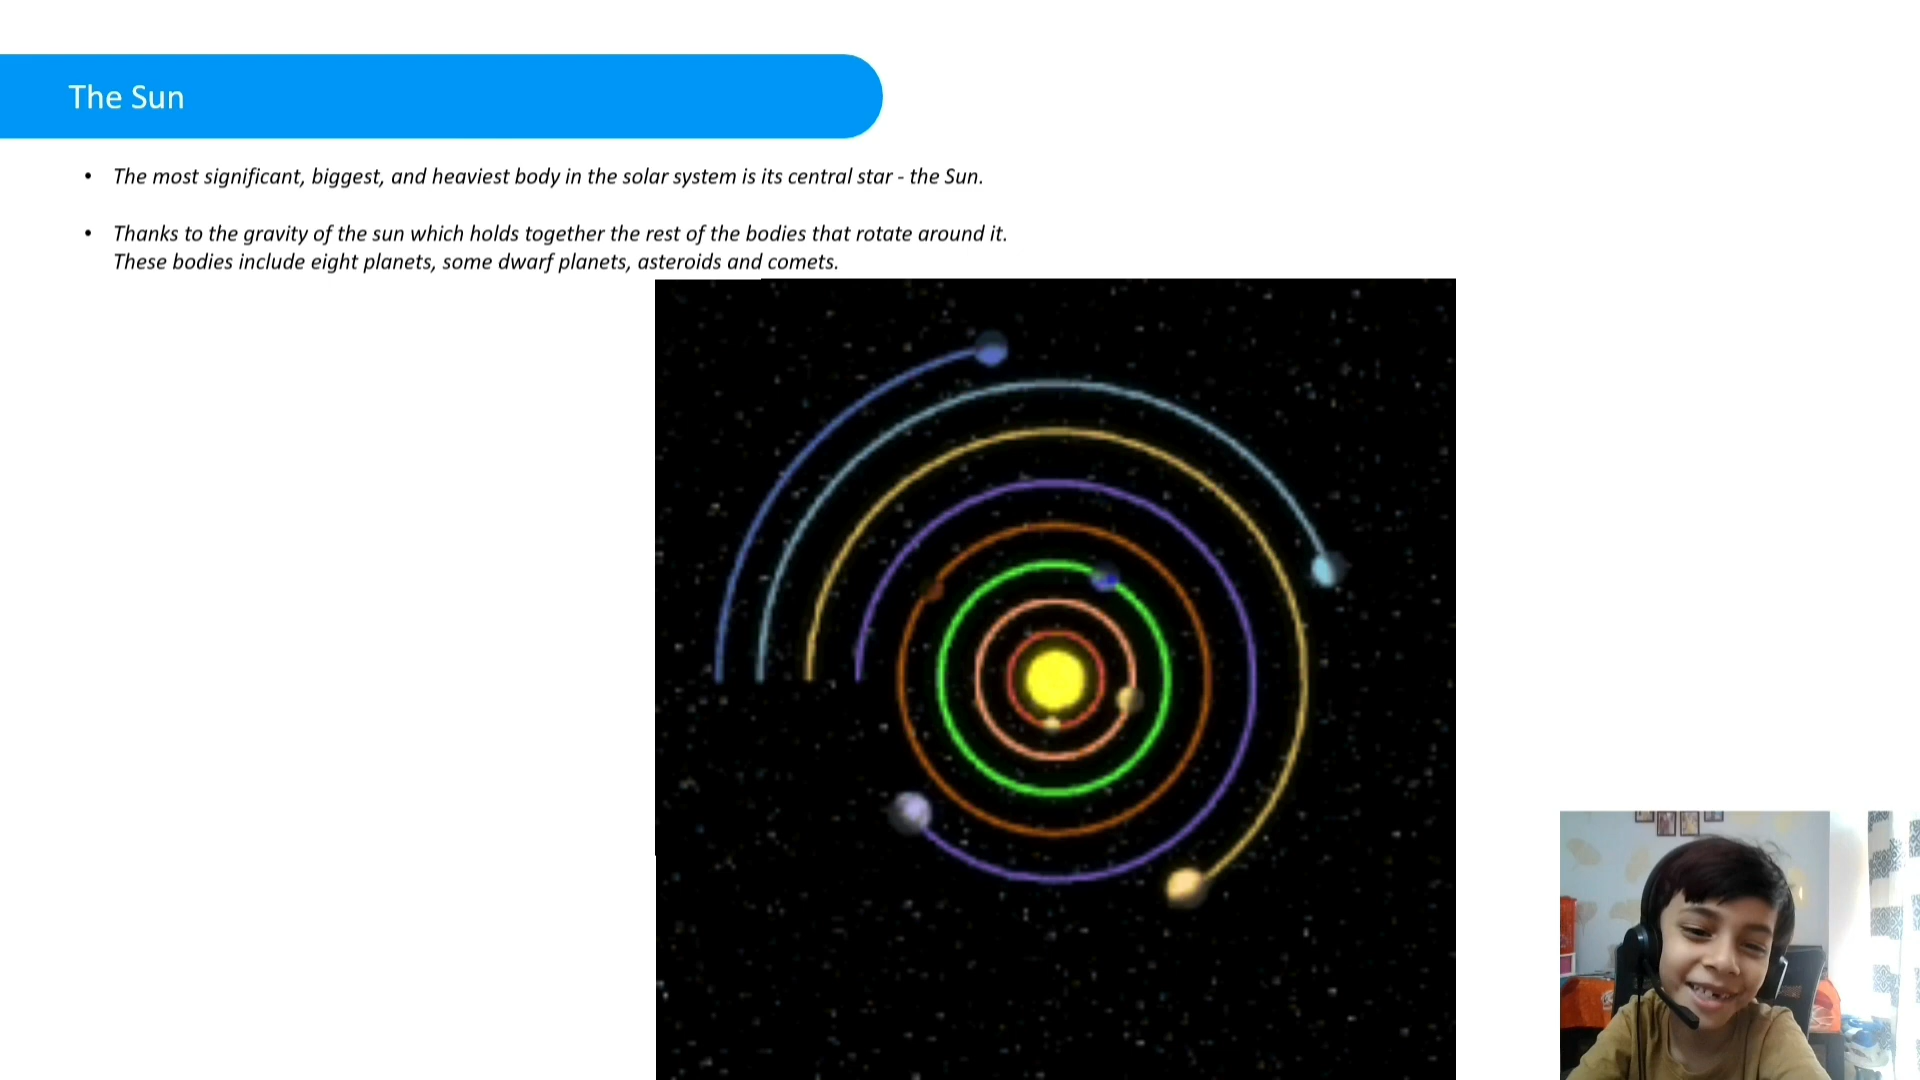 The Sun
• The most significant, biggest, and heaviest body in the solar system is its central star - the Sun.
• Thanks to the gravity of the sun which holds together the rest of the bodies that rotate around it.
These bodies include eight planets, some dwarf planets, asteroids and comets.